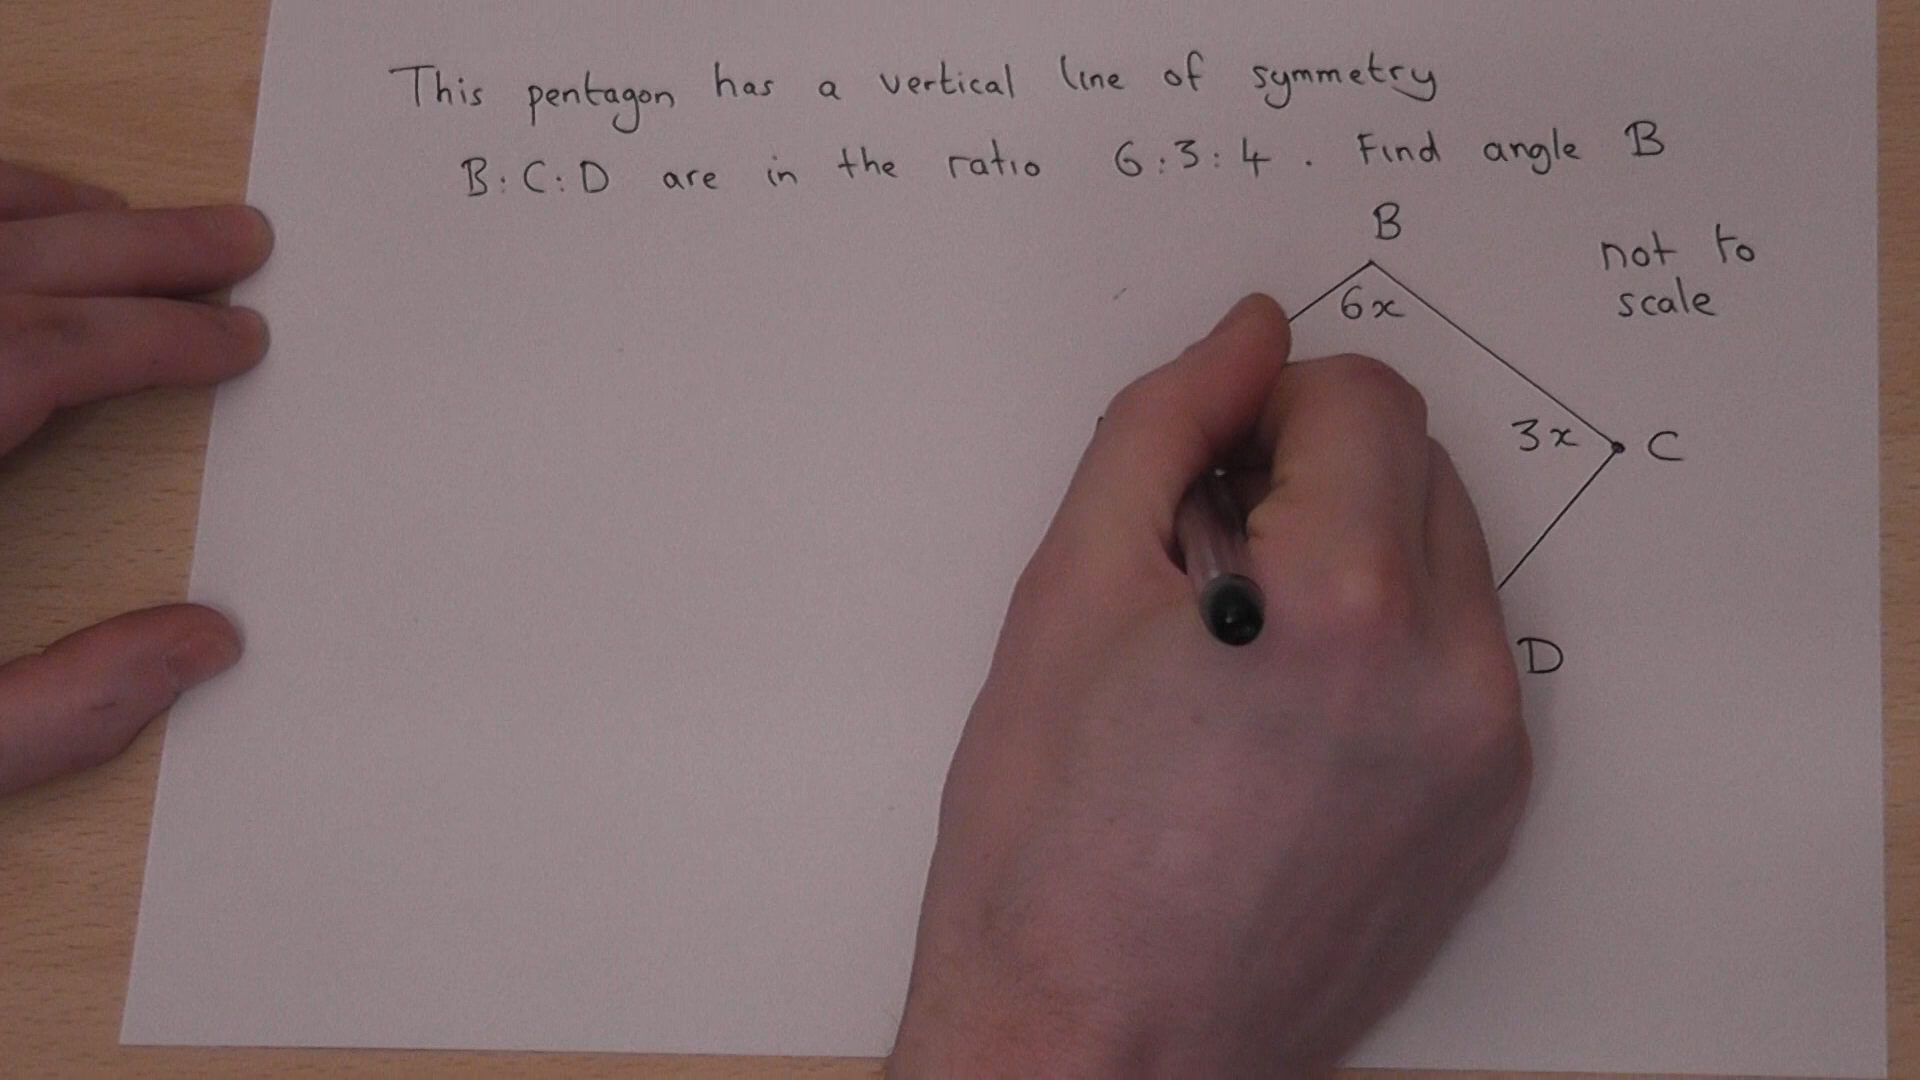 This pentagon has a vertical line of symmetry
B:C:D are in the ratio 6:3:4. Find angle B
B
not to
scale
6x
3x
C
D